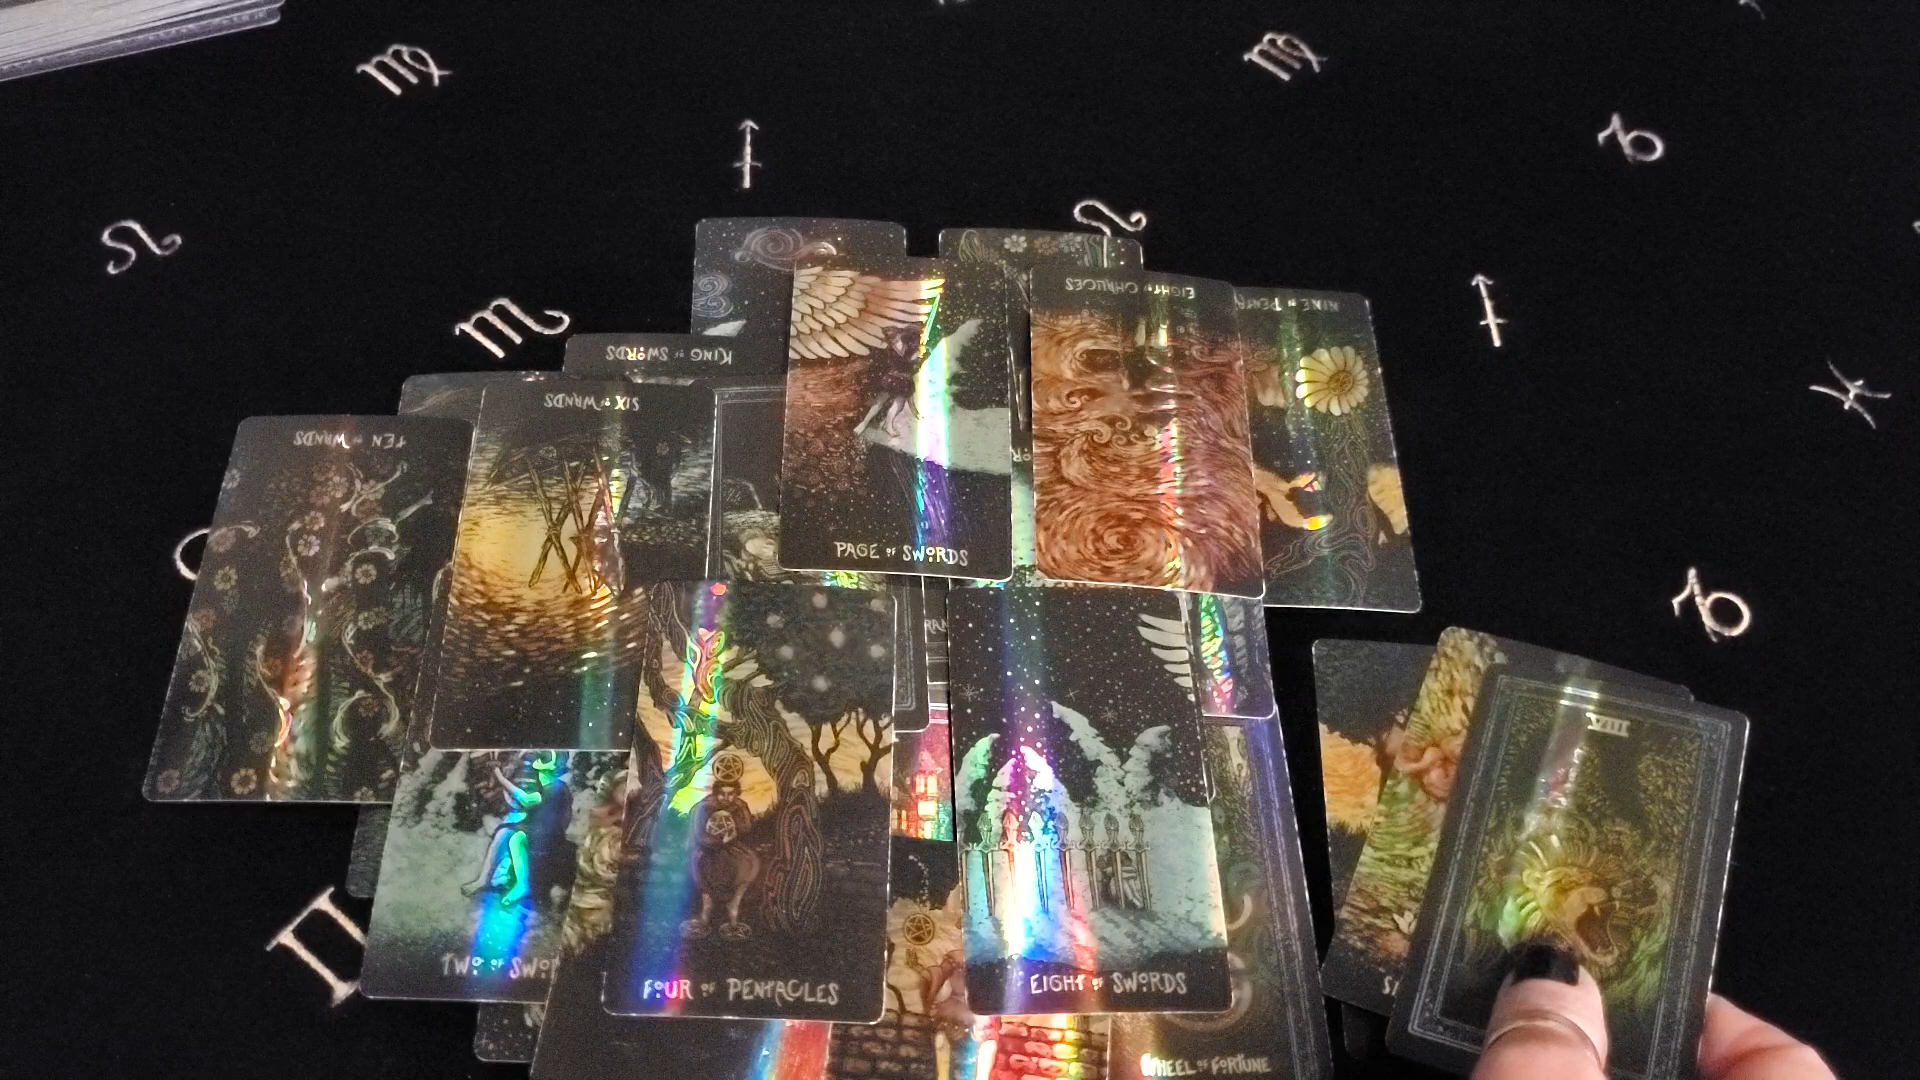 KING OF SWORDS
EIGHT OF CHALICES
NINE OF PENT
SIX OF WANDS
TEN OF WANDS
PAGE OF SWORDS
VIII
TWO OF SWOR
FOUR OF PENTACLES
EIGHT OF SWORDS
WHEEL OF FORTUNE